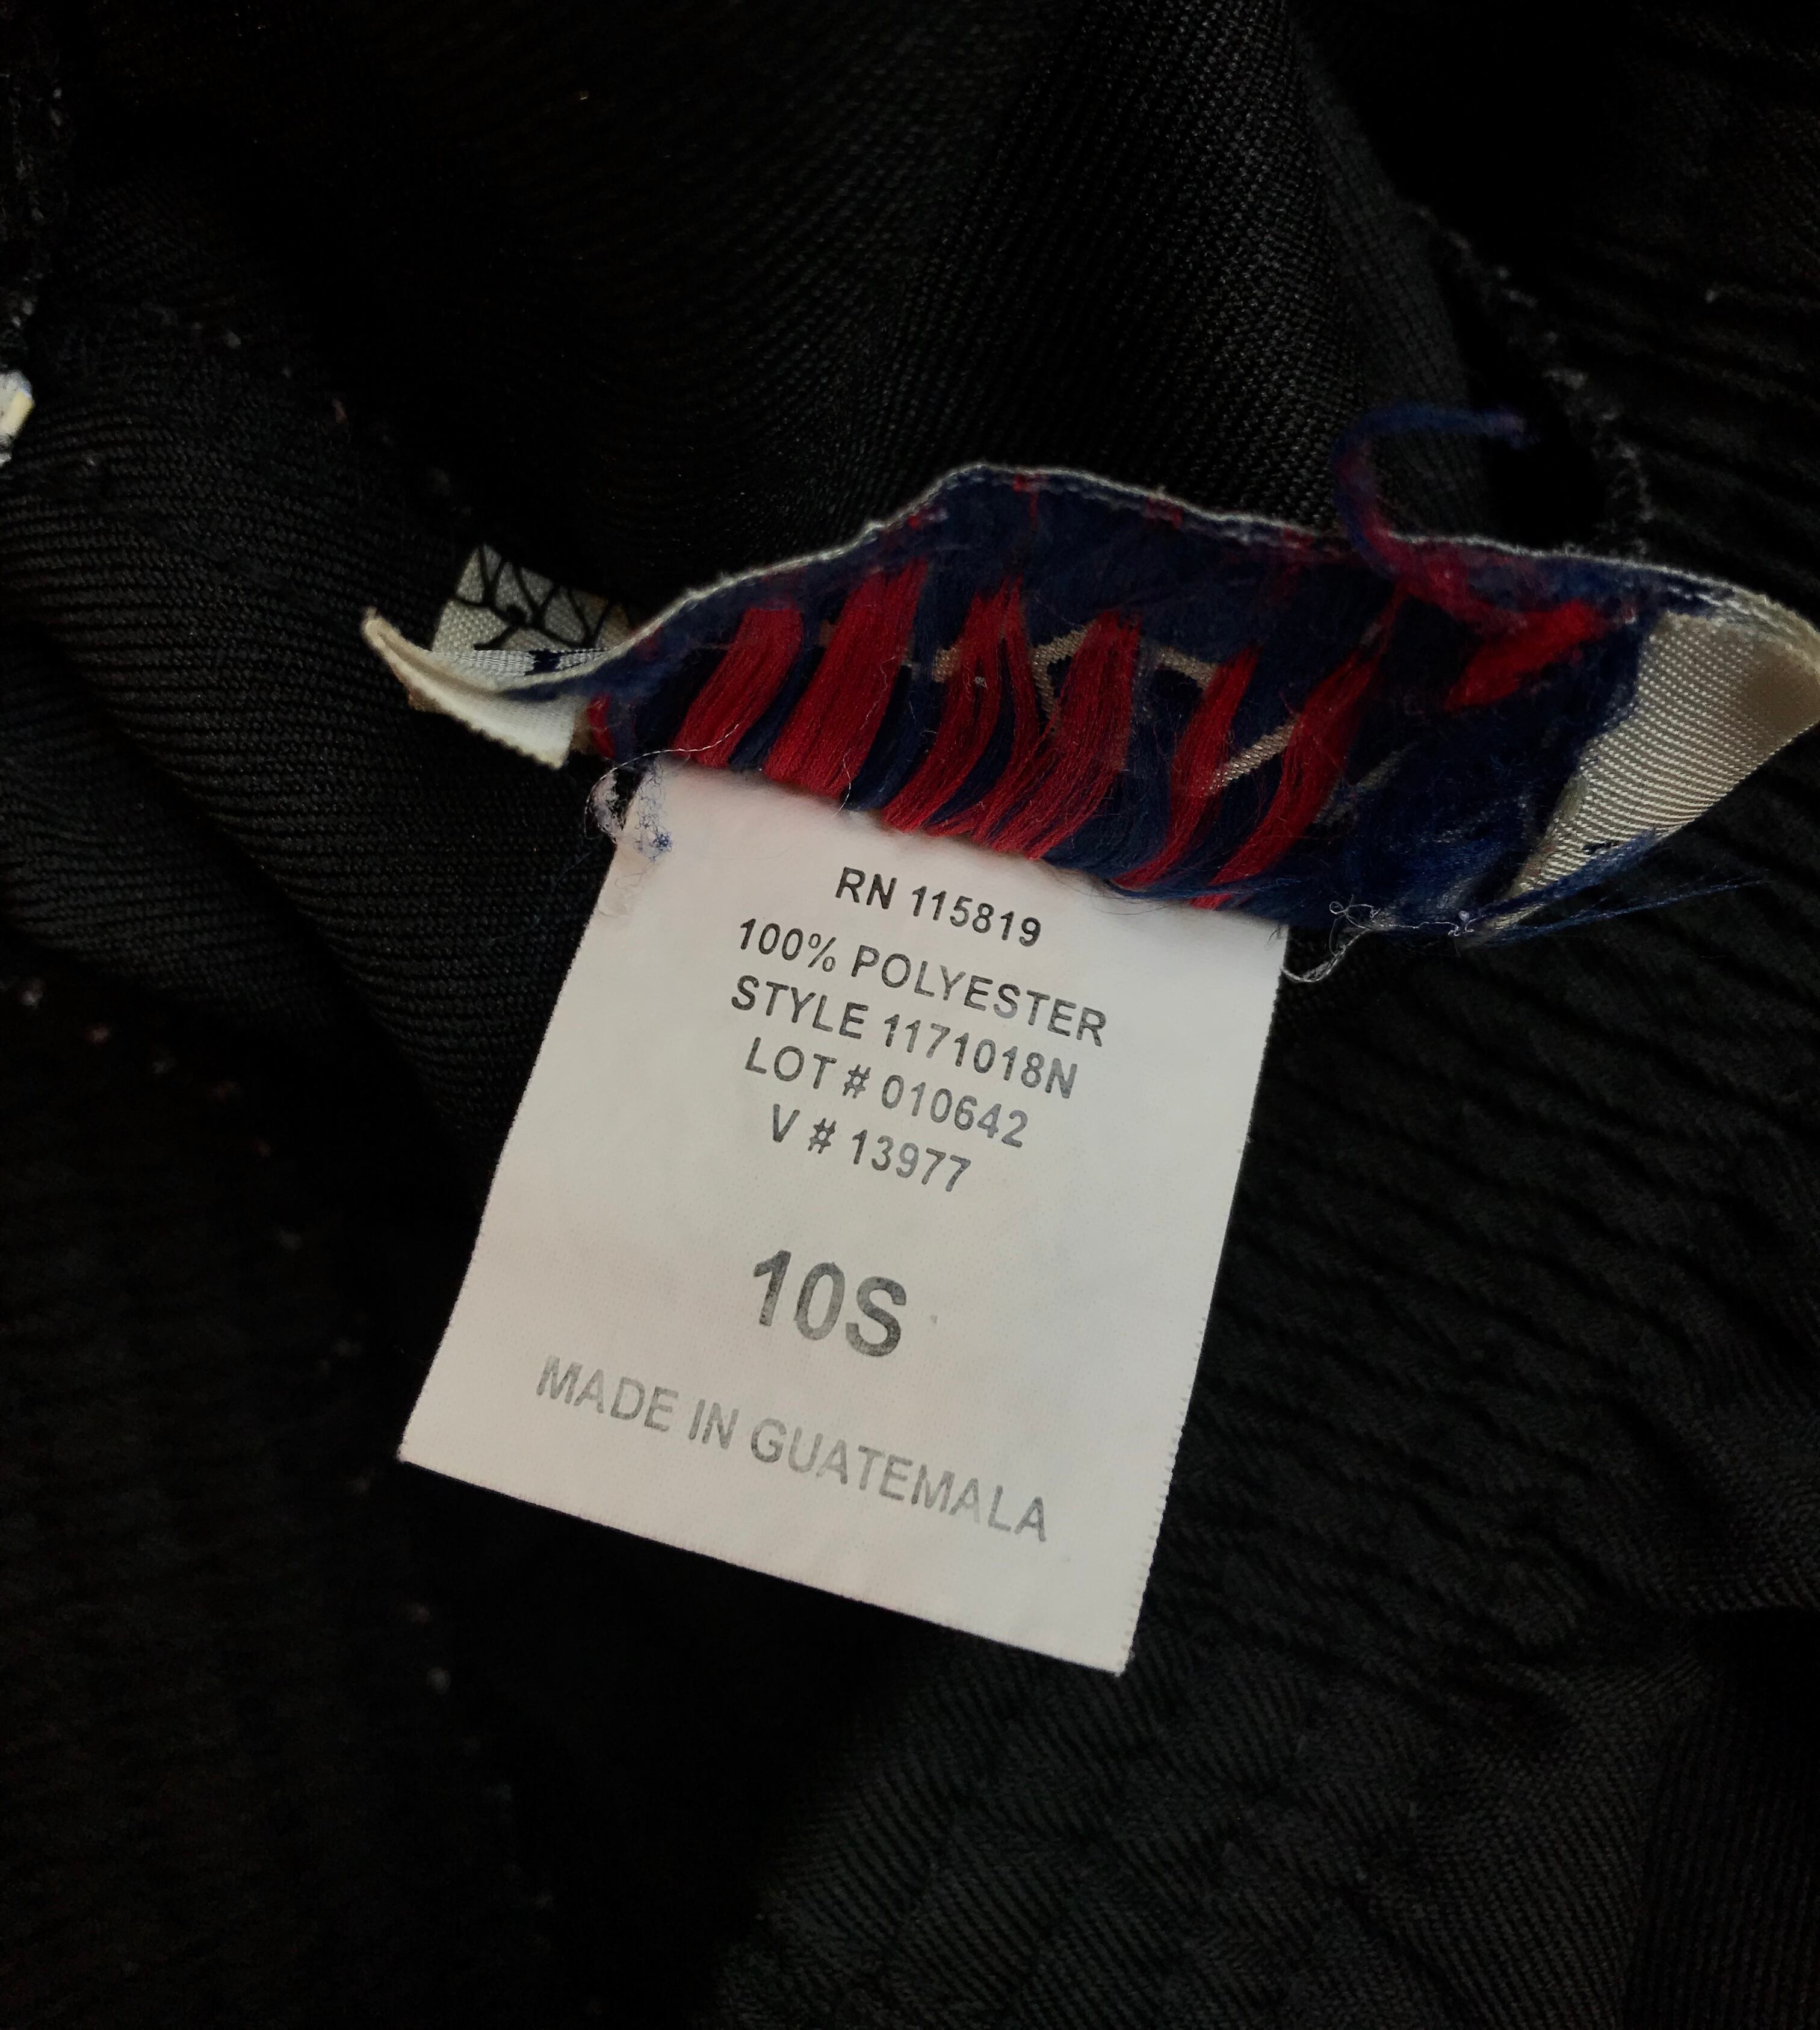 RN 115819
100% POLYESTER
STYLE 1171018N
LOT # 010642
V # 13977
10S
MADE IN GUATEMALA